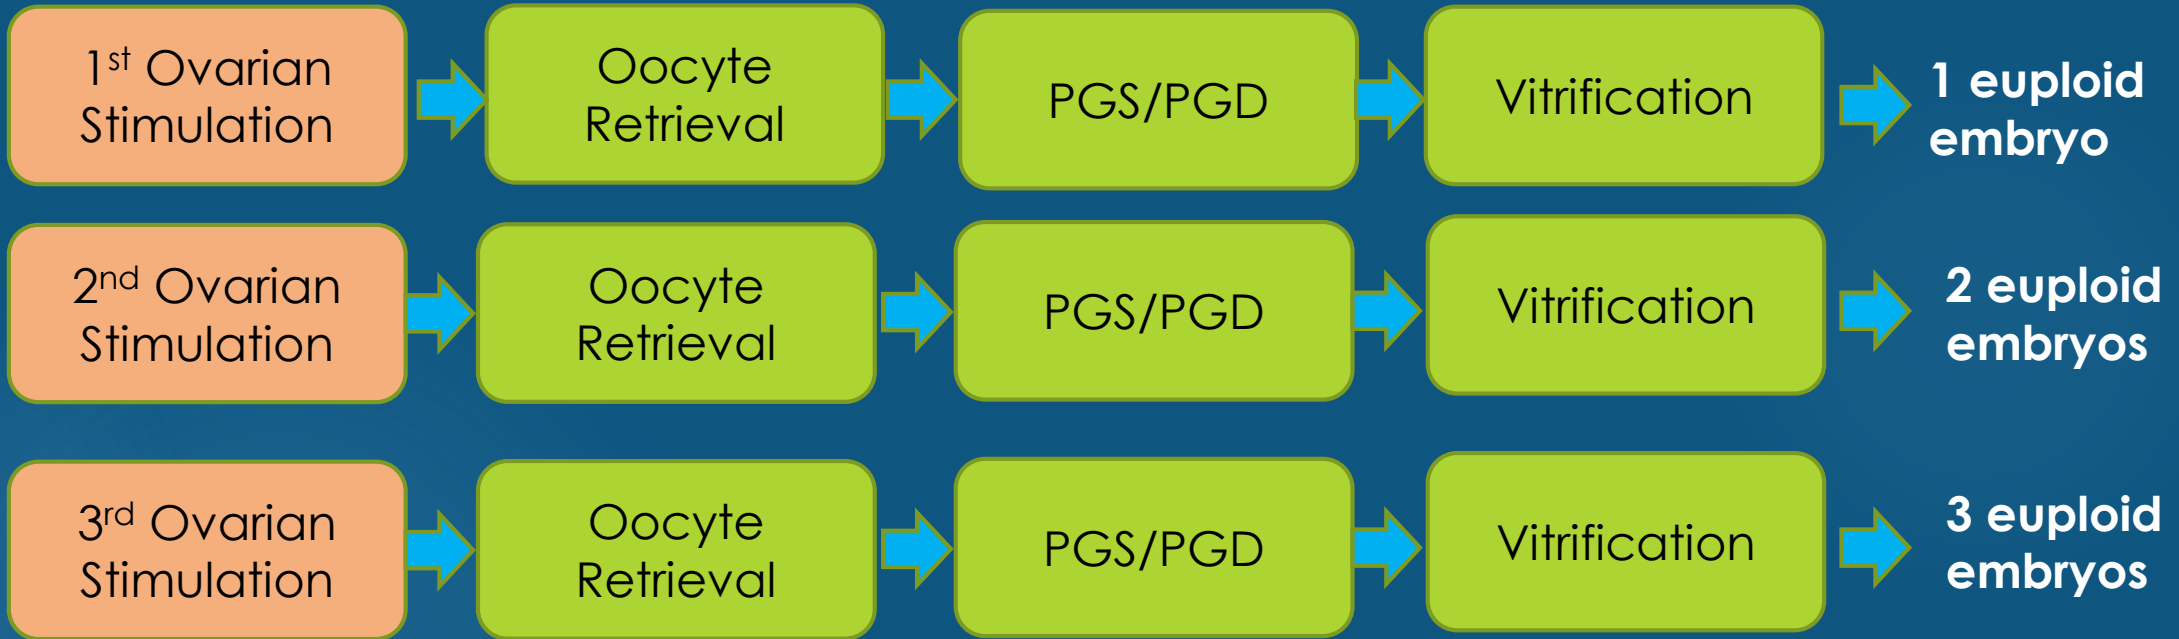 1st Ovarian
Stimulation
Oocyte
Retrieval
PGS/PGD
Vitrification
1 euploid
embryo
2nd Ovarian
Stimulation
Oocyte
Retrieval
PGS/PGD
Vitrification
2 euploid
embryos
3rd Ovarian
Stimulation
Oocyte
Retrieval
PGS/PGD
Vitrification
3 euploid
embryos